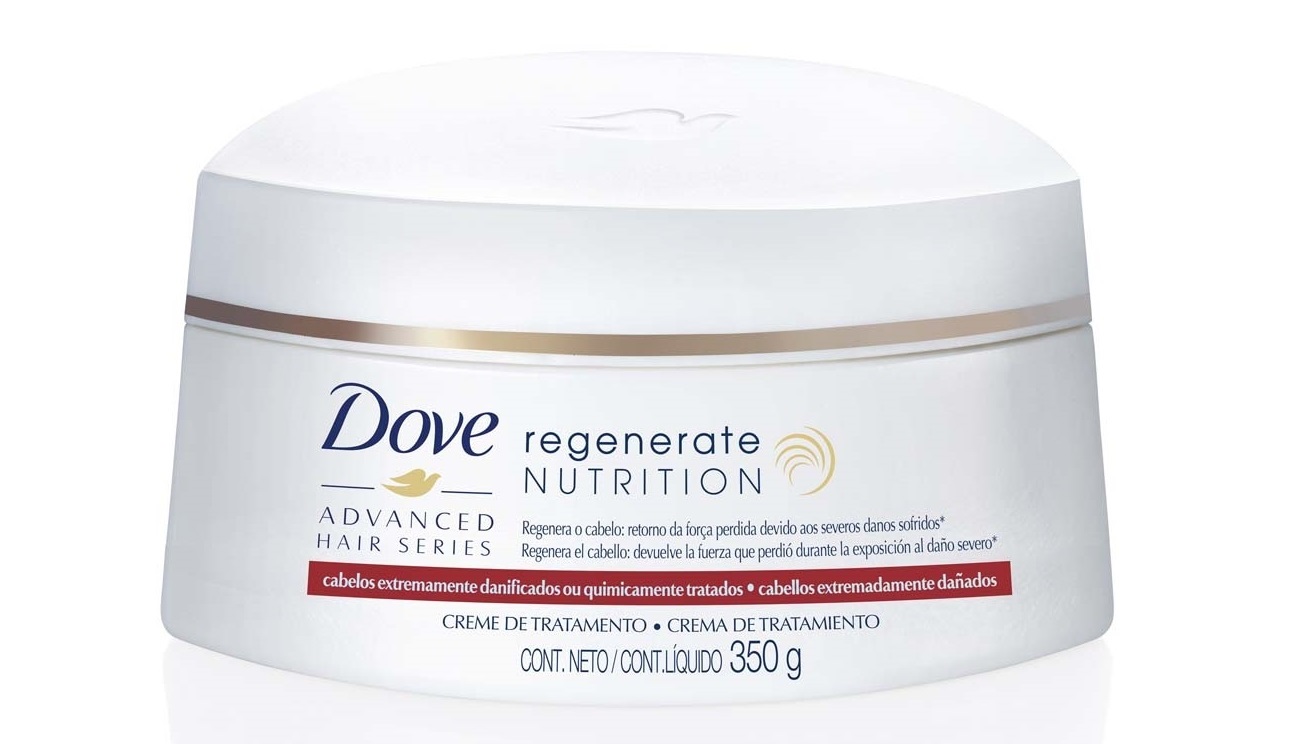 Dove
ADVANCED
HAIR SERIES
regenerate
NUTRITION
Regenera o cabelo: retorno da força perdida devido aos severos danos sofridos*
Regenera el cabello: devuelve la fuerza que perdió durante la exposición al daño severo*
cabelos extremamente danificados ou quimicamente tratados • cabellos extremadamente dañados
CREME DE TRATAMENTO • CREMA DE TRATAMIENTO
CONT. NETO / CONT.LÍQUIDO 350 g